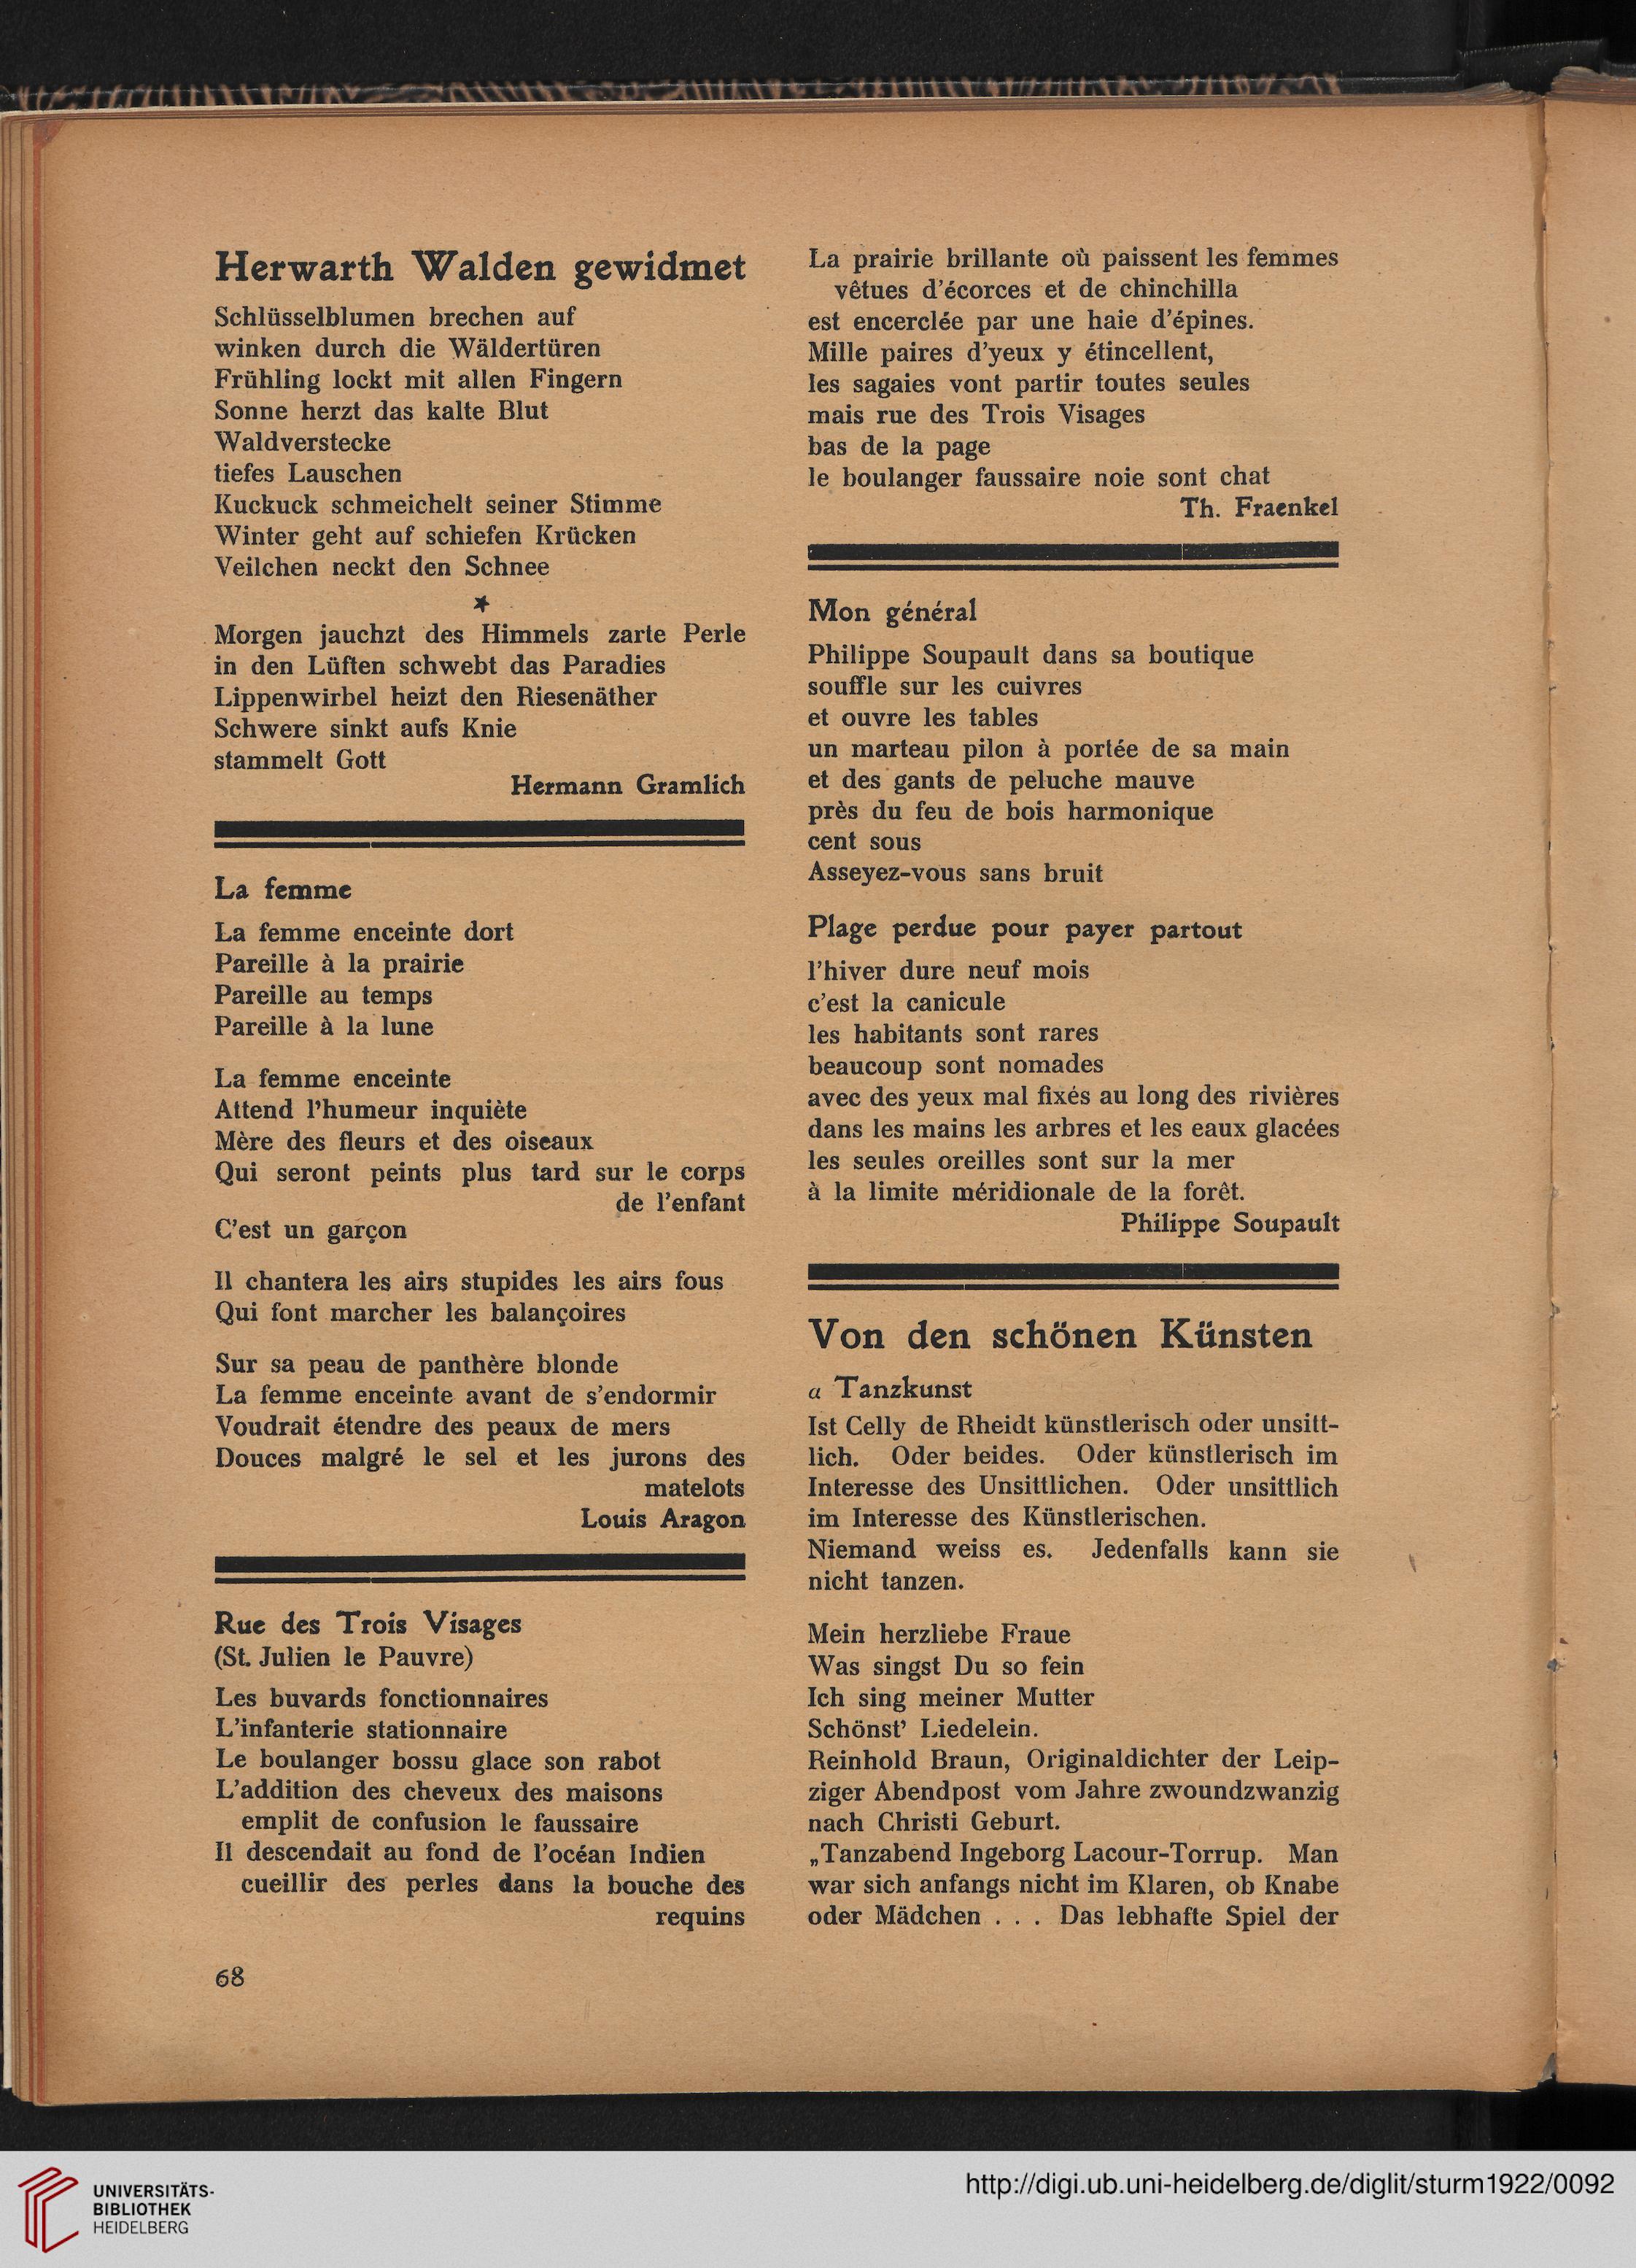 Herwarth Walden gewidmet
Schlüsselblumen brechen auf
winken durch die Wäldertüren
Frühling lockt mit allen Fingern
Sonne herzt das kalte Blut
Waldverstecke
tiefes Lauschen
Kuckuck schmeichelt seiner Stimme
Winter geht auf schiefen Krücken
Veilchen neckt den Schnee
★
Morgen jauchzt des Himmels zarte Perle
in den Lüften schwebt das Paradies
Lippenwirbel heizt den Riesenäther
Schwere sinkt aufs Knie
stammelt Gott
Hermann Gramlich
La femme
La femme enceinte dort
Pareille à la prairie
Pareille au temps
Pareille à la lune
La femme enceinte
Attend l'humeur inquiète
Mère des fleurs et des oiseaux
Qui seront peints plus tard sur le corps
de l'enfant
C'est un garçon
Il chantera les airs stupides les airs fous
Qui font marcher les balançoires
Sur sa peau de panthère blonde
La femme enceinte avant de s'endormir
Voudrait étendre des peaux de mers
Douces malgré le sel et les jurons des
matelots
Louis Aragon
Rue des Trois Visages
(St. Julien le Pauvre)
Les buvards fonctionnaires
L'infanterie stationnaire
Le boulanger bossu glace son rabot
L'addition des cheveux des maisons
emplit de confusion le faussaire
Il descendait au fond de l'océan Indien
cueillir des perles dans la bouche des
requins
68
La prairie brillante où paissent les femmes
vêtues d'écorces et de chinchilla
est encerclée par une haie d'épines.
Mille paires d'yeux y étincellent,
les sagaies vont partir toutes seules
mais rue des Trois Visages
bas de la page
le boulanger faussaire noie sont chat
Th. Fraenkel
Mon général
Philippe Soupault dans sa boutique
souffle sur les cuivres
et ouvre les tables
un marteau pilon à portée de sa main
et des gants de peluche mauve
près du feu de bois harmonique
cent sous
Asseyez-vous sans bruit
Plage perdue pour payer partout
l'hiver dure neuf mois
c'est la canicule
les habitants sont rares
beaucoup sont nomades
avec des yeux mal fixés au long des rivières
dans les mains les arbres et les eaux glacées
les seules oreilles sont sur la mer
à la limite méridionale de la forêt.
Philippe Soupault
Von den schönen Künsten
a Tanzkunst
Ist Celly de Rheidt künstlerisch oder unsitt-
lich. Oder beides. Oder künstlerisch im
Interesse des Unsittlichen. Oder unsittlich
im Interesse des Künstlerischen.
Niemand weiss es. Jedenfalls kann sie
nicht tanzen.
Mein herzliebe Fraue
Was singst Du so fein
Ich sing meiner Mutter
Schönst' Liedelein.
Reinhold Braun, Originaldichter der Leip-
ziger Abendpost vom Jahre zwoundzwanzig
nach Christi Geburt.
„Tanzabend Ingeborg Lacour-Torrup. Man
war sich anfangs nicht im Klaren, ob Knabe
oder Mädchen . . . Das lebhafte Spiel der
UNIVERSITÄTS-
BIBLIOTHEK
HEIDELBERG
http://digi.ub.uni-heidelberg.de/diglit/sturm1922/0092